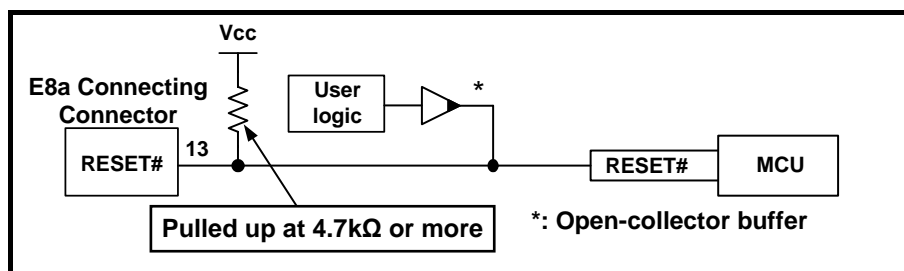 Vcc
E8a Connecting
Connector
User
logic
*
RESET#
13
RESET#
MCU
Pulled up at 4.7kΩ or more
*: Open-collector buffer